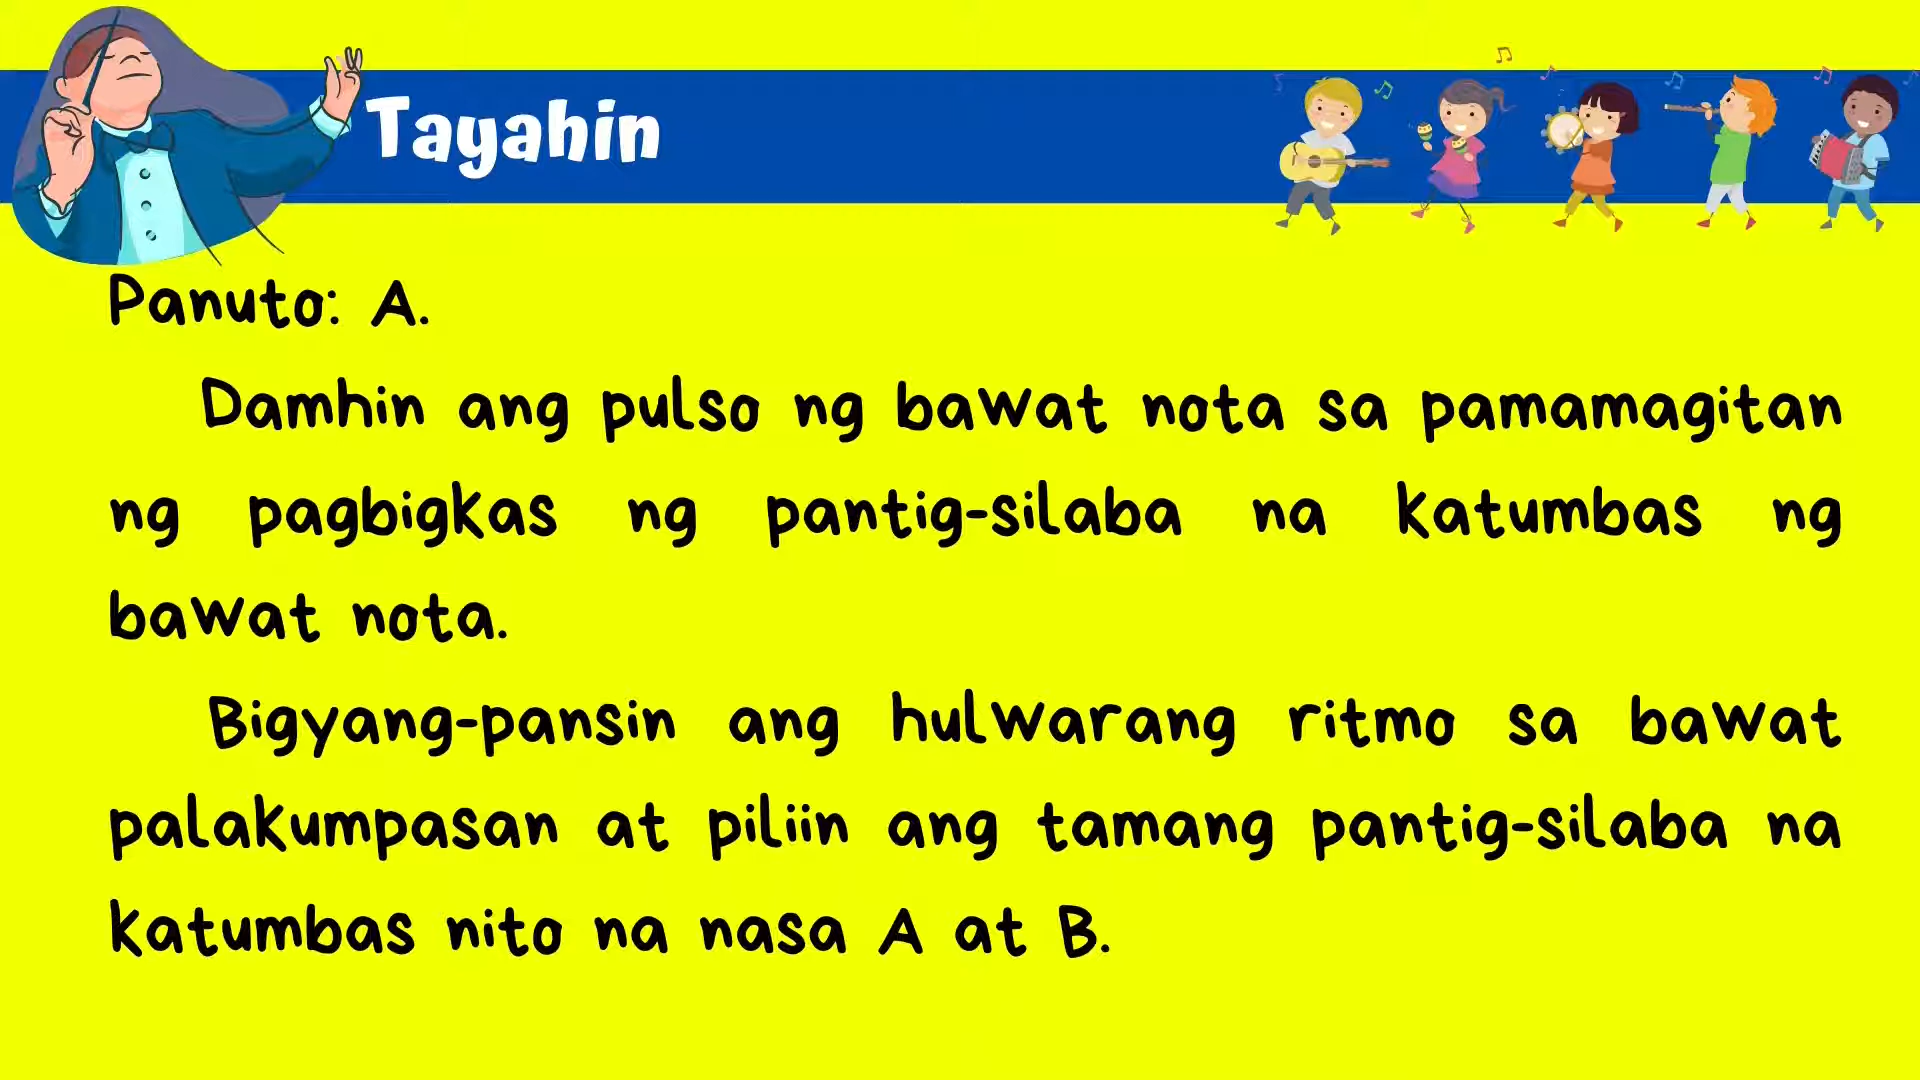 Tayahin
Panuto: A.
Damhin ang pulso ng bawat nota sa pamamagitan
ng pagbigkas ng pantig-silaba na katumbas ng
bawat nota.
Bigyang-pansin ang hulwarang ritmo sa bawat
palakumpasan at piliin ang tamang pantig-silaba na
katumbas nito na nasa A at B.